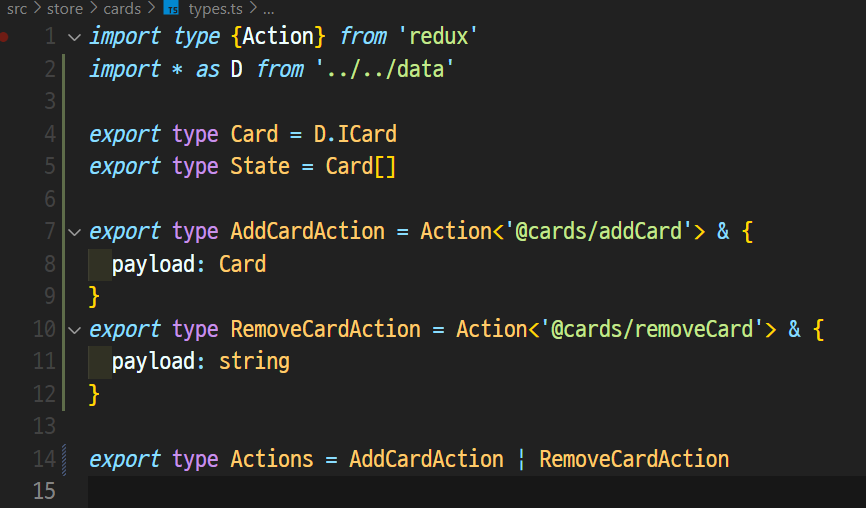 src > store > cards > TS types.ts > ...
1 import type {Action} from 'redux'
2 import * as D from '../../data'
3
4 export type Card = D.ICard
5 export type State = Card[]
6
7 export type AddCardAction = Action<'@cards/addCard'> & {
8   payload: Card
9 }
10 export type RemoveCardAction = Action<'@cards/removeCard'> & {
11   payload: string
12 }
13
14 export type Actions = AddCardAction | RemoveCardAction
15